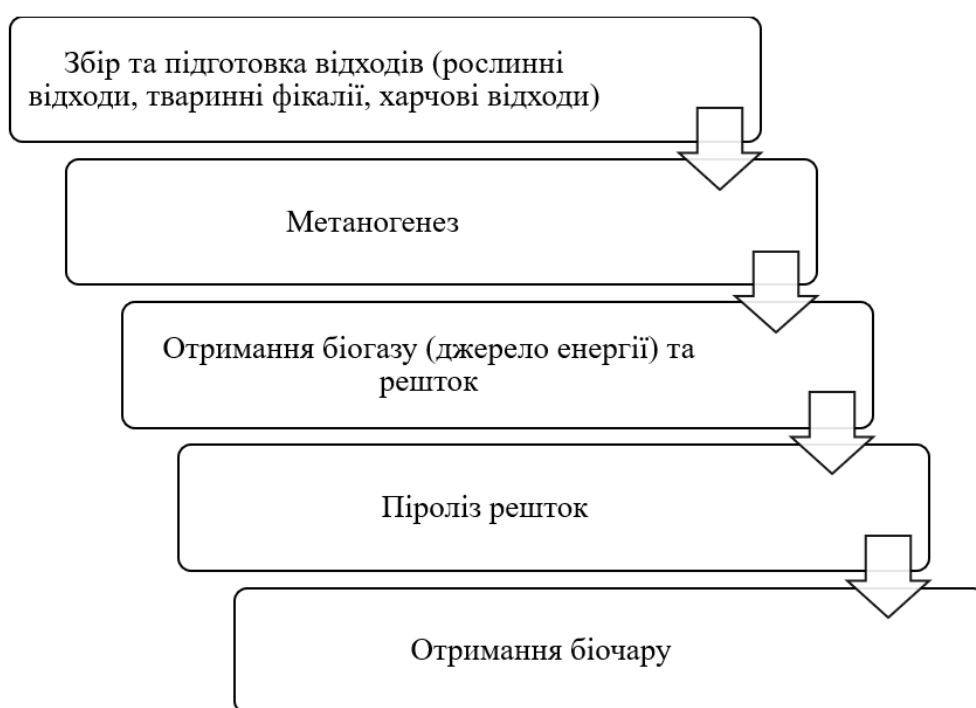 Збір та підготовка відходів (рослинні
відходи, тваринні фікалії, харчові відходи)
Метаногенез
Отримання біогазу (джерело енергії) та
решток
Піроліз решток
Отримання біочару